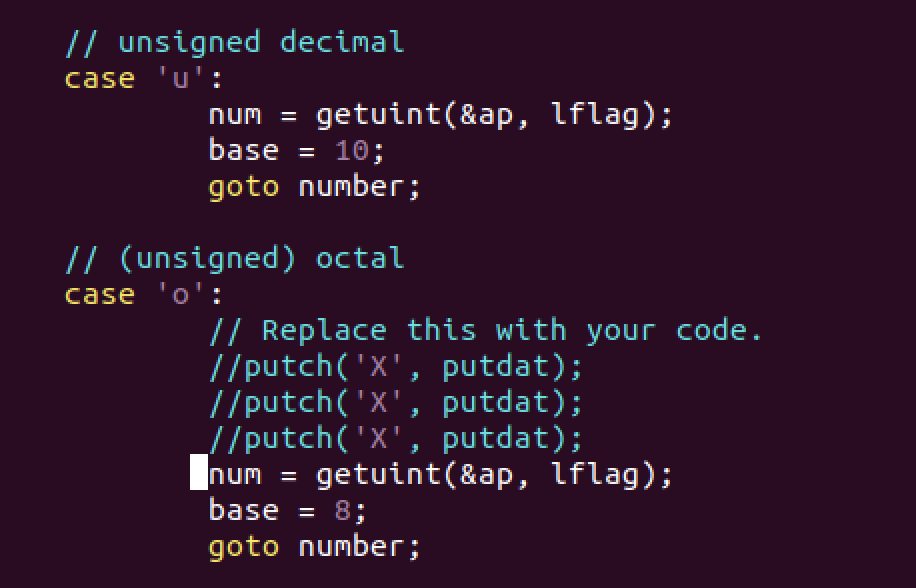 // unsigned decimal
case 'u':
num = getuint(&ap, lflag);
base = 10;
goto number;
// (unsigned) octal
case 'o':
// Replace this with your code.
//putch('X', putdat);
//putch('X', putdat);
//putch('X', putdat);
num = getuint(&ap, lflag);
base = 8;
goto number;